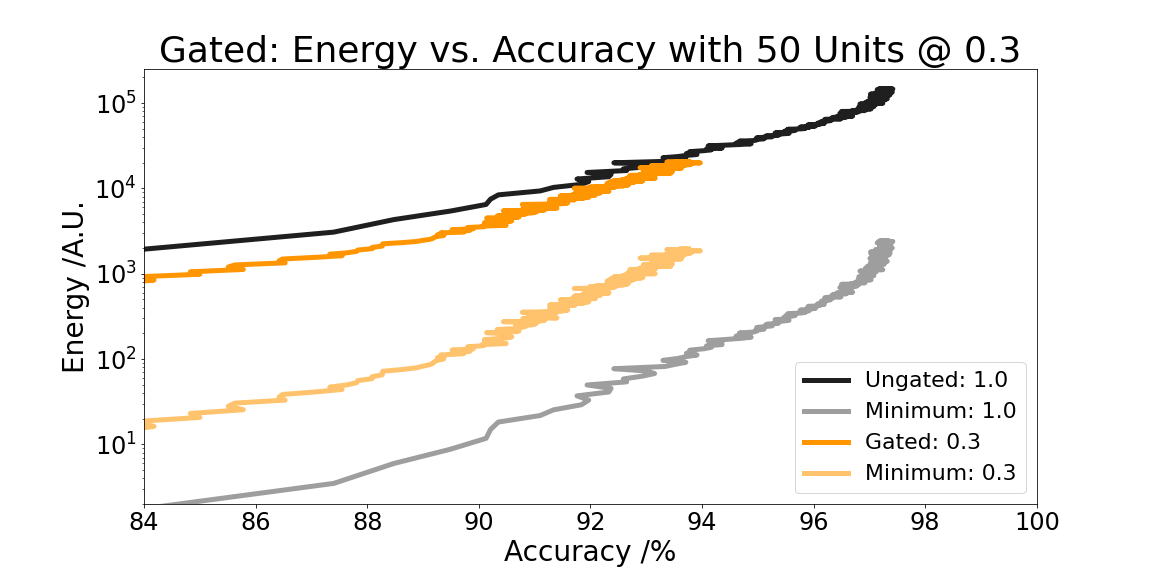 Gated: Energy vs. Accuracy with 50 Units @ 0.3
Energy /A.U.
10^5
10^4
10^3
10^2
10^1
84 86 88 90 92 94 96 98 100
Accuracy /%
Ungated: 1.0
Minimum: 1.0
Gated: 0.3
Minimum: 0.3